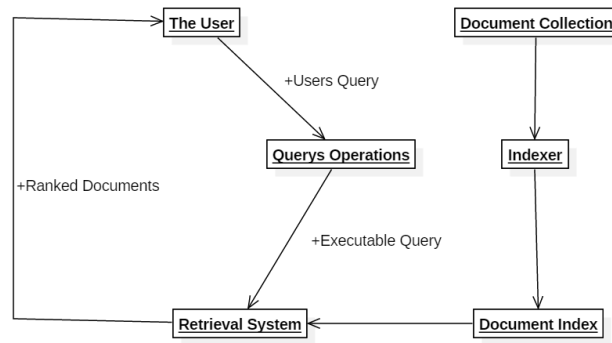 The User
Document Collection
+Users Query
Querys Operations
Indexer
+Ranked Documents
+Executable Query
Retrieval System
Document Index